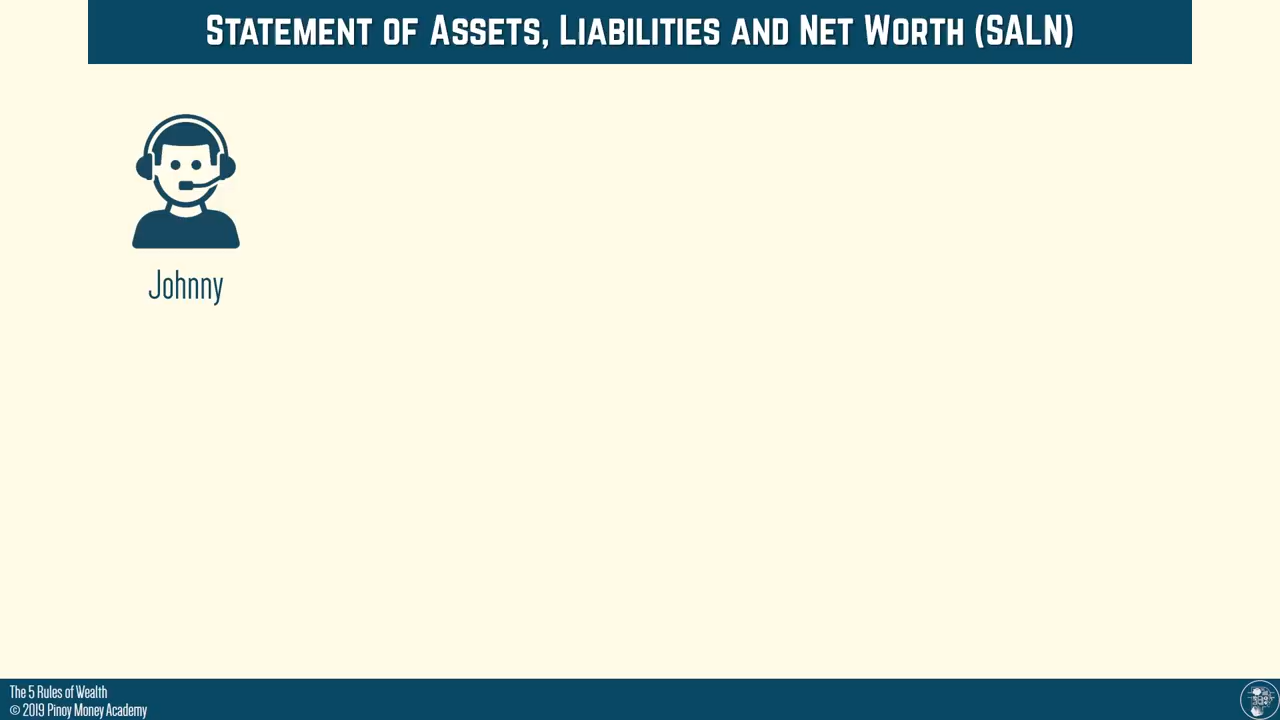 Statement of Assets, Liabilities and Net Worth (SALN)
Johnny
The 5 Rules of Wealth
© 2019 Pinoy Money Academy